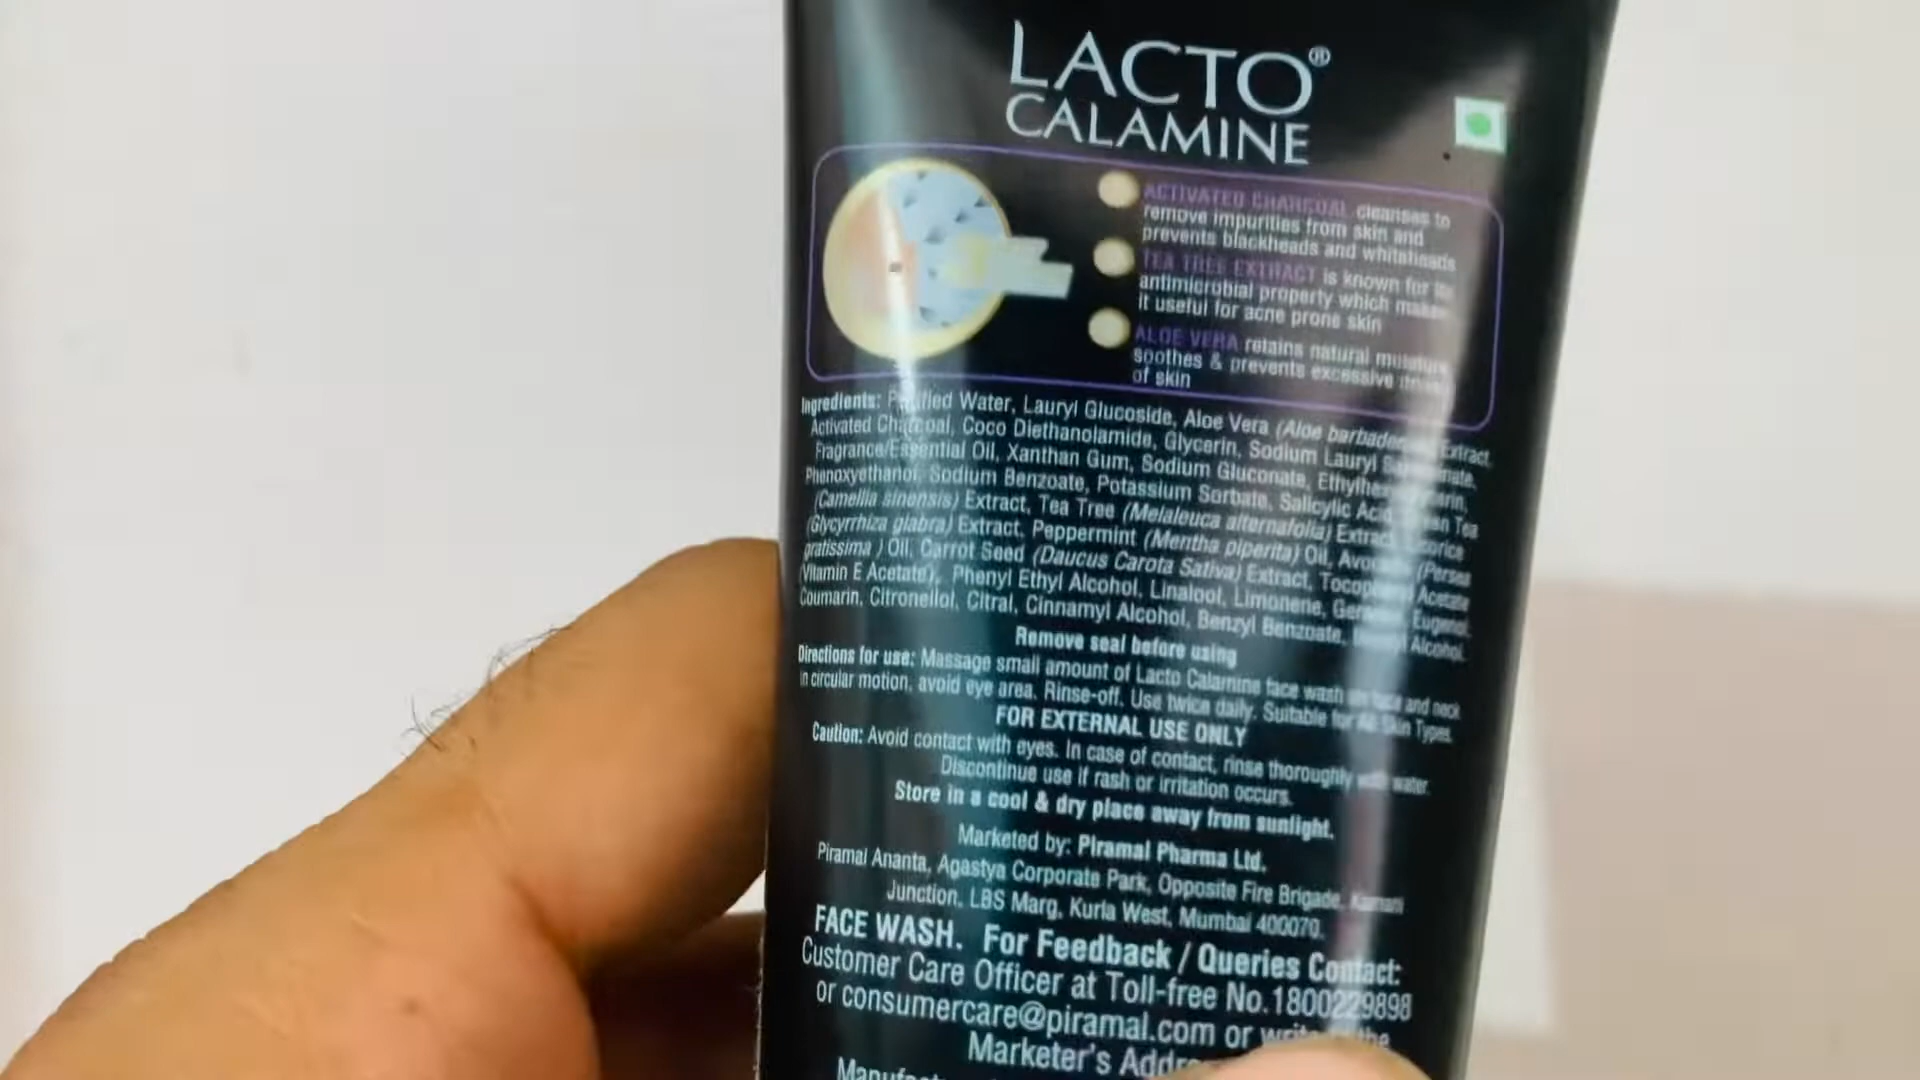 LACTO®
CALAMINE
ACTIVATED CHARCOAL cleanses to
remove impurities from skin and
prevents blackheads and whiteheads
TEA TREE EXTRACT is known for its
antimicrobial property which makes
it useful for acne prone skin
ALOE VERA retains natural moisture,
soothes & prevents excessive
of skin
Ingredients: Purified Water, Lauryl Glucoside, Aloe Vera (Aloe Extract,
Activated Charcoal, Coco Diethanolamide, Glycerin, Sodium Lauryl
Fragrance/Essential Oil, Xanthan Gum, Sodium Gluconate,
Phenoxyethanol, Sodium Benzoate, Potassium Sorbate, Salicylic Acid, Green Tea
(Camellia sinensis) Extract, Tea Tree (Melaleuca alternafolia) Extract, Licorice
(Glycyrrhiza glabra) Extract, Peppermint (Mentha piperita) Oil, Avocado (Persea
gratissima ) Oil, Carrot Seed (Daucus Carota Sativa) Extract, Tocopheryl Acetate
(Vitamin E Acetate), Phenyl Ethyl Alcohol, Linalool, Limonene, Eugenol,
Coumarin, Citronellol, Citral, Cinnamyl Alcohol, Benzyl Benzoate, Alcohol.
Remove seal before using
Directions for use: Massage small amount of Lacto Calamine face wash on face and neck
in circular motion, avoid eye area. Rinse-off. Use twice daily. Suitable for All Skin Types.
FOR EXTERNAL USE ONLY
Caution: Avoid contact with eyes. In case of contact, rinse thoroughly with water.
Discontinue use if rash or irritation occurs.
Store in a cool & dry place away from sunlight.
Marketed by: Piramal Pharma Ltd.
Piramal Ananta, Agastya Corporate Park, Opposite Fire Brigade, Kamani
Junction, LBS Marg, Kurla West, Mumbai 400070.
FACE WASH. For Feedback / Queries Contact:
Customer Care Officer at Toll-free No.1800229898
or consumercare@piramal.com or the
Marketer's